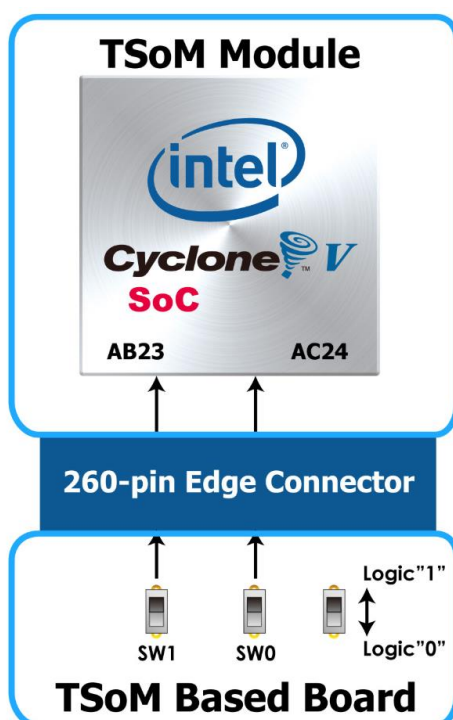 TSoM Module
intel®
Cyclone™ V
SoC
AB23 AC24
260-pin Edge Connector
Logic"1"
SW1 SW0 Logic"0"
TSoM Based Board